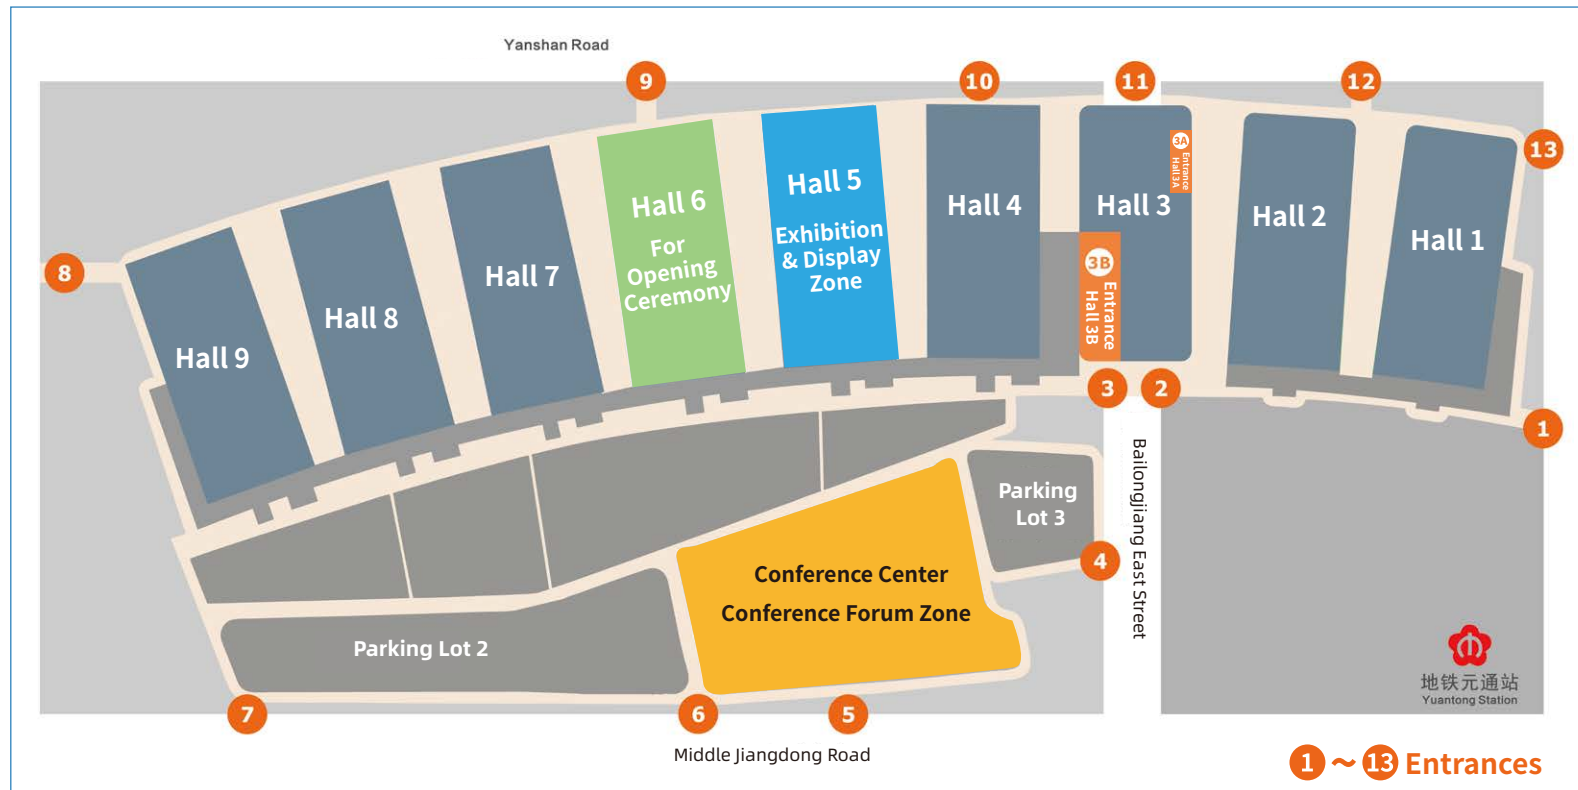 Yanshan Road
9
10
11
12
13
8
Hall 9
Hall 8
Hall 7
Hall 6
For
Opening
Ceremony
Hall 5
Exhibition
& Display
Zone
Hall 4
Hall 3
3A
Entrance
Hall 3A
3B
Entrance
Hall 3B
Hall 2
Hall 1
3
2
1
Bailongjiang East Street
Parking
Lot 3
4
Conference Center
Conference Forum Zone
Parking Lot 2
7
6
5
Middle Jiangdong Road
地铁元通站
Yuantong Station
1 ~ 13 Entrances